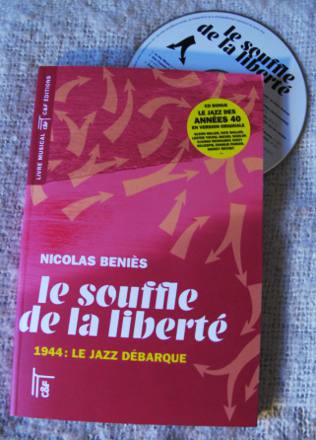 le souffle
de la liberté
LIVRE MUSICAL C&F EDITIONS
CD BONUS
LE JAZZ DES
ANNÉES 40
EN VERSION ORIGINALE
NICOLAS BENIÈS
le souffle
de la liberté
1944 : LE JAZZ DÉBARQUE
C&F